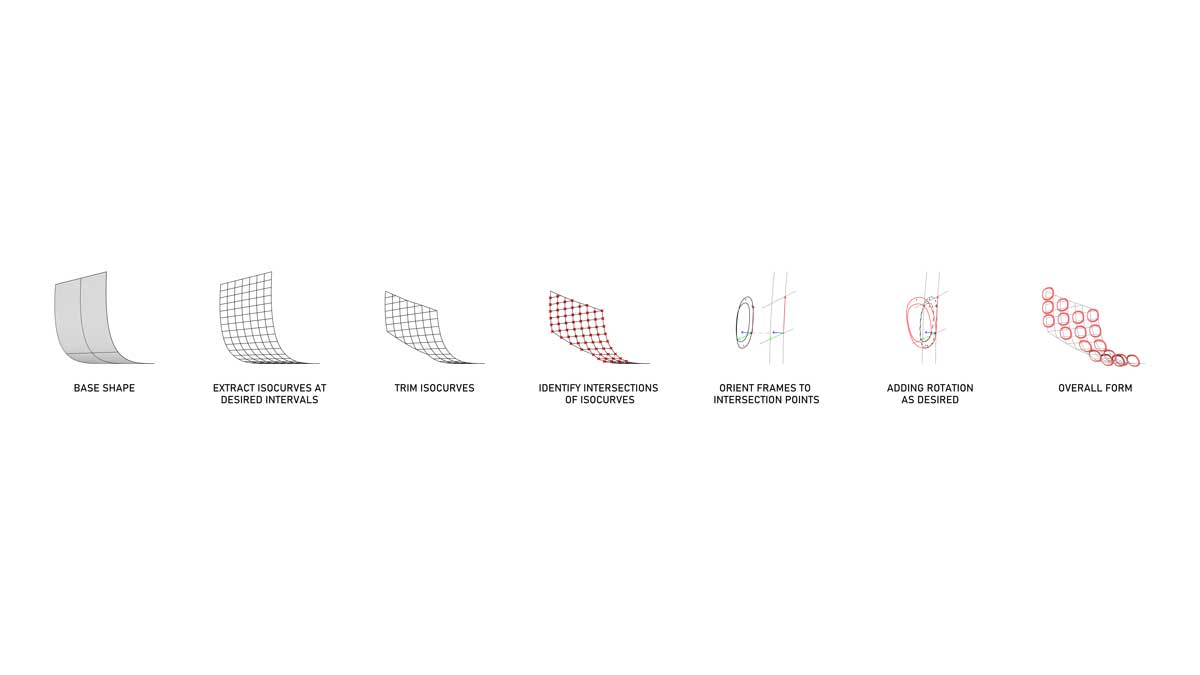 BASE SHAPE
EXTRACT ISOCURVES AT
DESIRED INTERVALS
TRIM ISOCURVES
IDENTIFY INTERSECTIONS
OF ISOCURVES
ORIENT FRAMES TO
INTERSECTION POINTS
ADDING ROTATION
AS DESIRED
OVERALL FORM